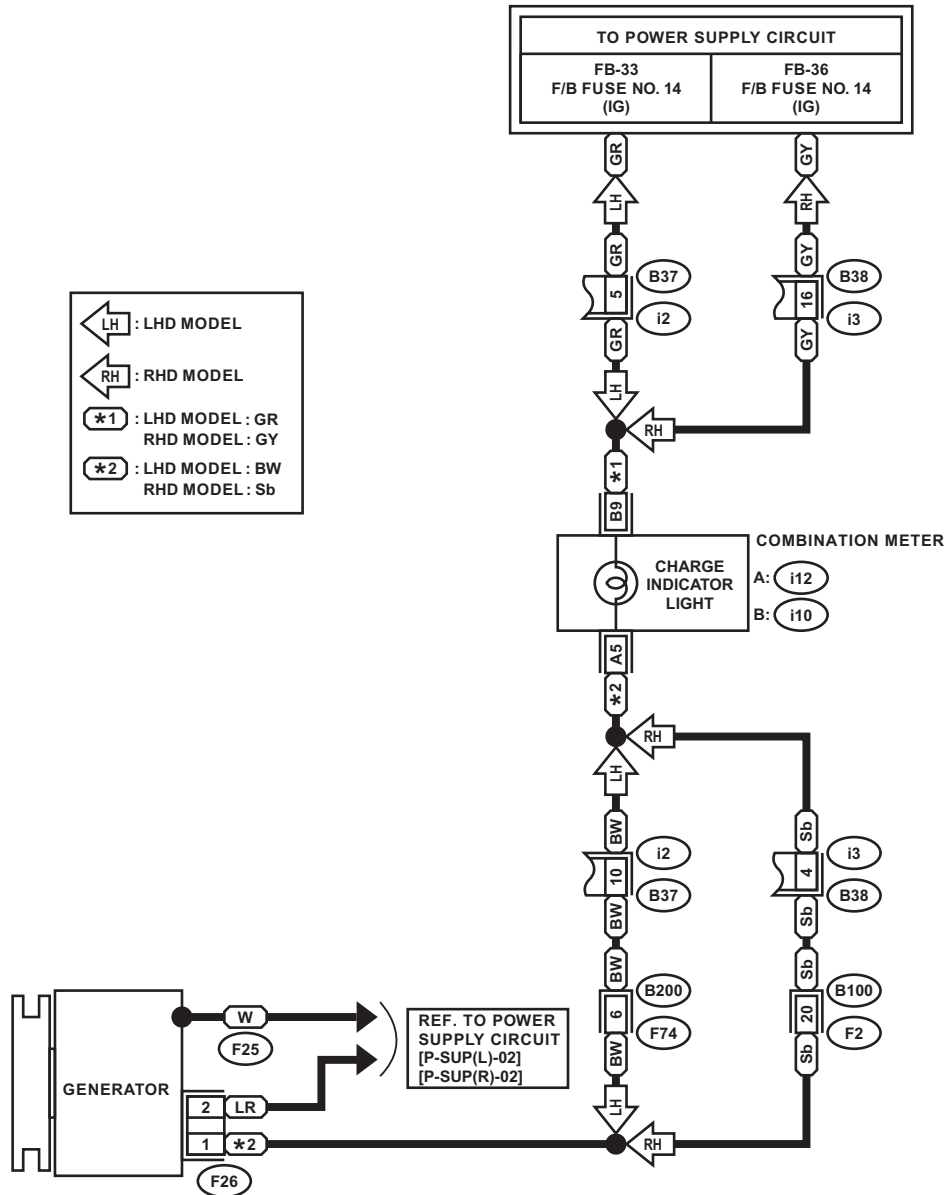 TO POWER SUPPLY CIRCUIT
FB-33
F/B FUSE NO. 14
(IG)
FB-36
F/B FUSE NO. 14
(IG)
GR
GY
LH
RH
GR
GY
5
B37
i2
16
B38
i3
GR
GY
LH
RH
LH : LHD MODEL
RH : RHD MODEL
*1 : LHD MODEL : GR
RHD MODEL : GY
*2 : LHD MODEL : BW
RHD MODEL : Sb
*1
B9
COMBINATION METER
CHARGE
INDICATOR
LIGHT
A: i12
B: i10
A5
*2
RH
LH
BW
Sb
10
i2
B37
4
i3
B38
BW
Sb
BW
Sb
6
B200
F74
20
B100
F2
BW
Sb
LH
RH
GENERATOR
W
F25
REF. TO POWER
SUPPLY CIRCUIT
[P-SUP(L)-02]
[P-SUP(R)-02]
2 LR
1 *2
F26